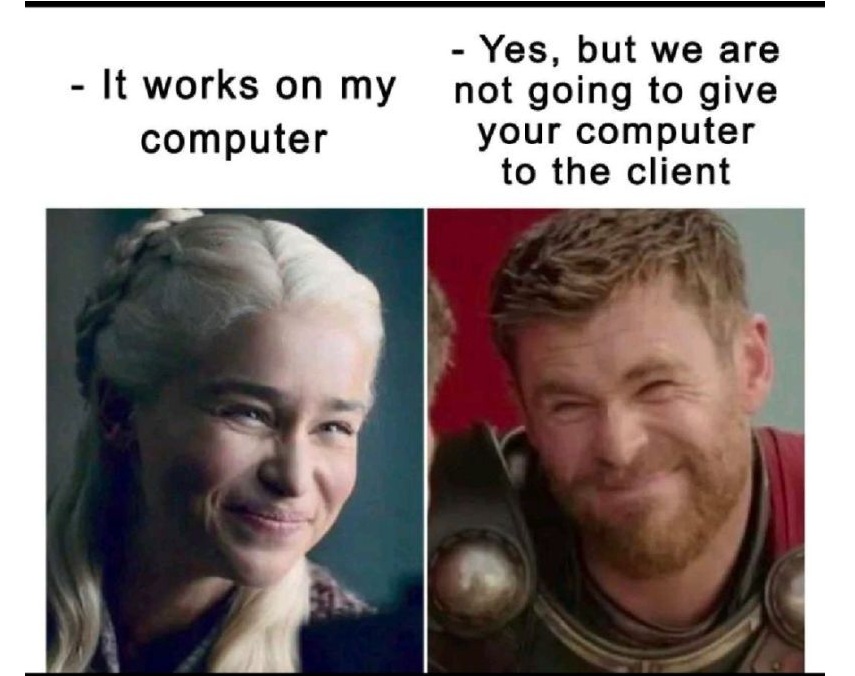 - It works on my
computer
- Yes, but we are
not going to give
your computer
to the client